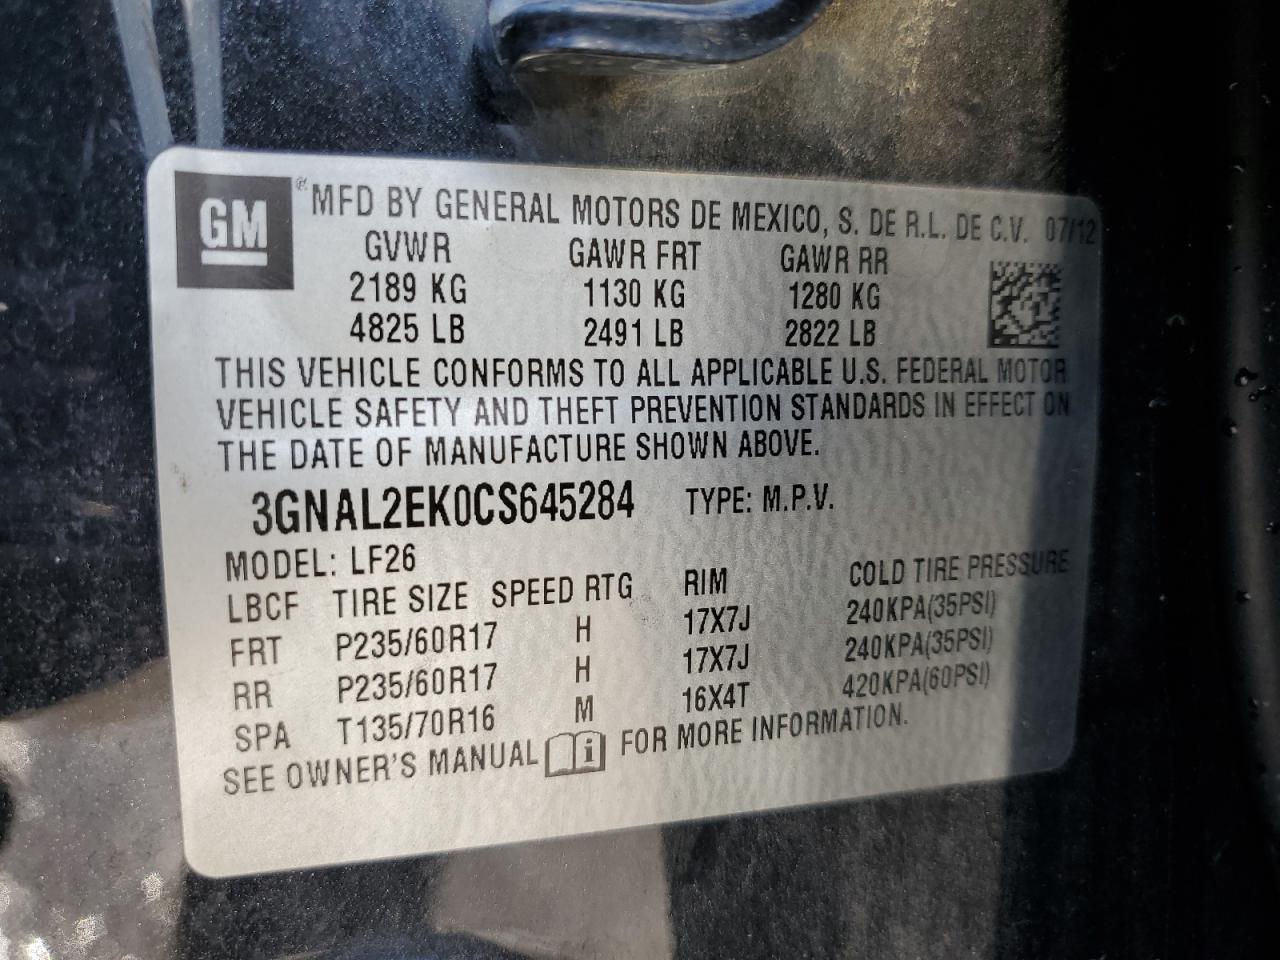 GM ® MFD BY GENERAL MOTORS DE MEXICO, S. DE R.L. DE C.V. 07/12
GVWR GAWR FRT GAWR RR
2189 KG 1130 KG 1280 KG
4825 LB 2491 LB 2822 LB
THIS VEHICLE CONFORMS TO ALL APPLICABLE U.S. FEDERAL MOTOR
VEHICLE SAFETY AND THEFT PREVENTION STANDARDS IN EFFECT ON
THE DATE OF MANUFACTURE SHOWN ABOVE.
3GNAL2EK0CS645284 TYPE: M.P.V.
MODEL: LF26
LBCF TIRE SIZE SPEED RTG RIM COLD TIRE PRESSURE
FRT P235/60R17 H 17X7J 240KPA(35PSI)
RR P235/60R17 H 17X7J 240KPA(35PSI)
SPA T135/70R16 M 16X4T 420KPA(60PSI)
SEE OWNER'S MANUAL i FOR MORE INFORMATION.